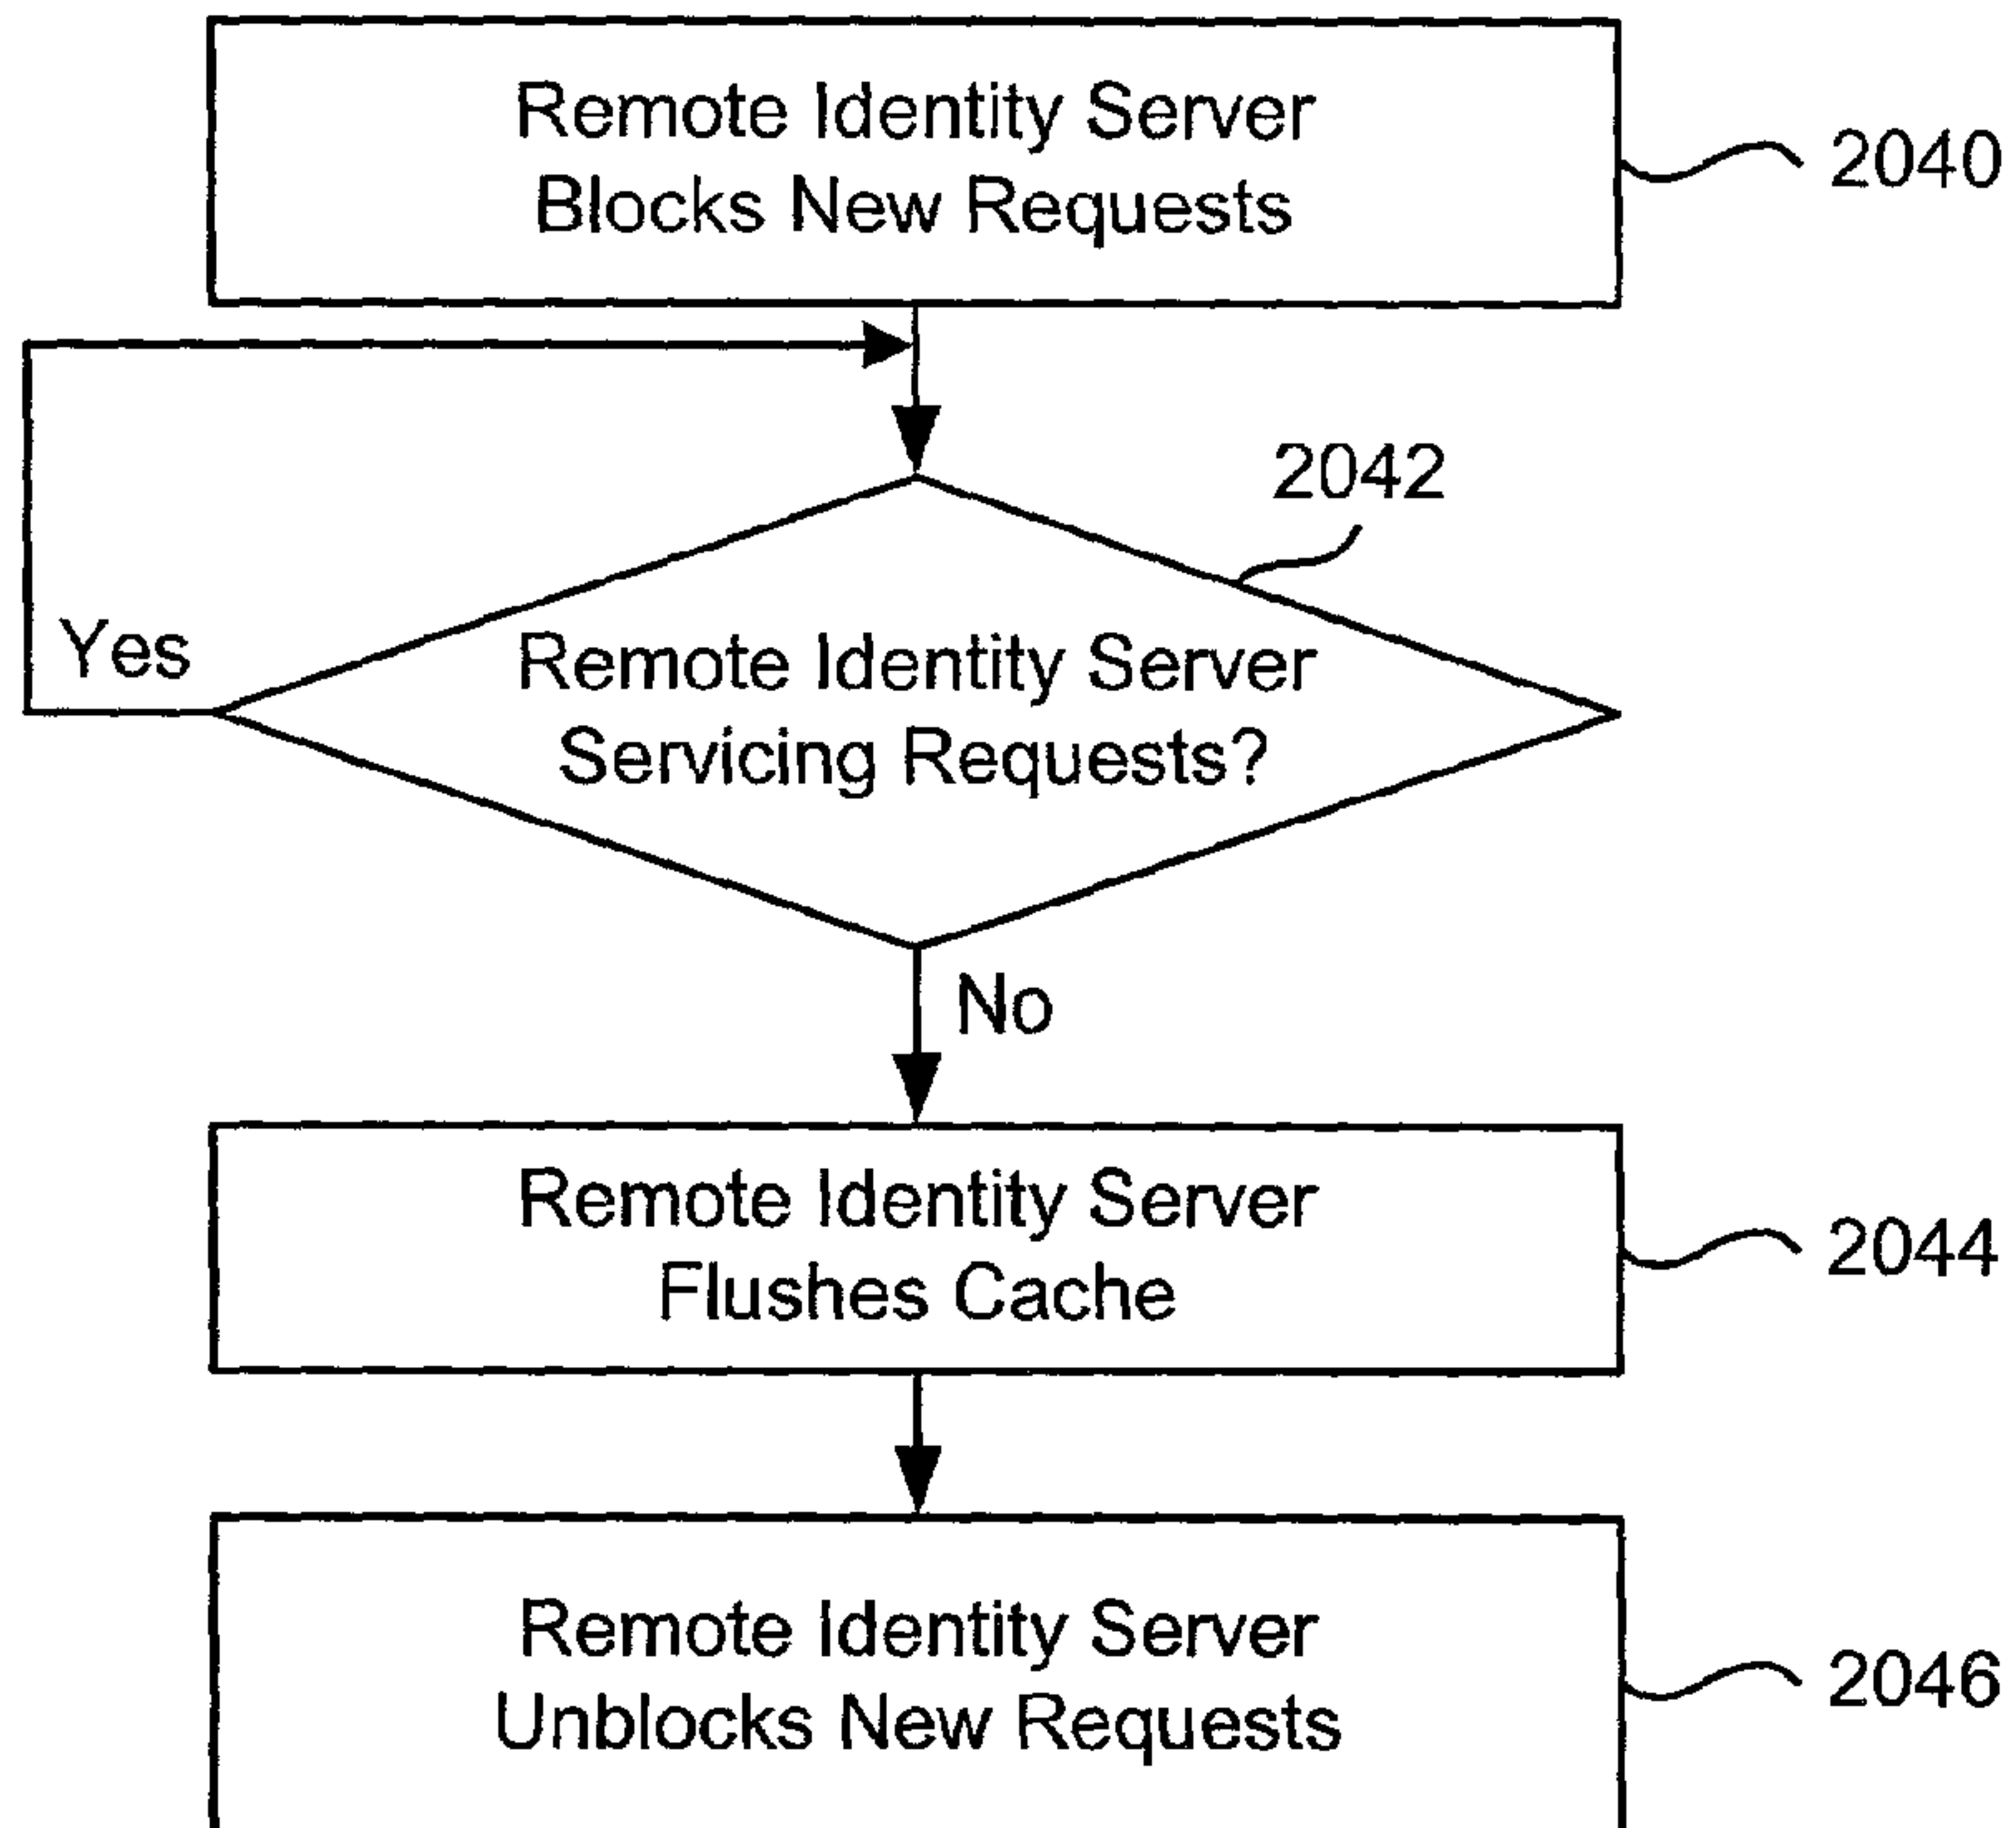 Remote Identity Server
Blocks New Requests
2040
2042
Yes
Remote Identity Server
Servicing Requests?
No
Remote Identity Server
Flushes Cache
2044
Remote Identity Server
Unblocks New Requests
2046